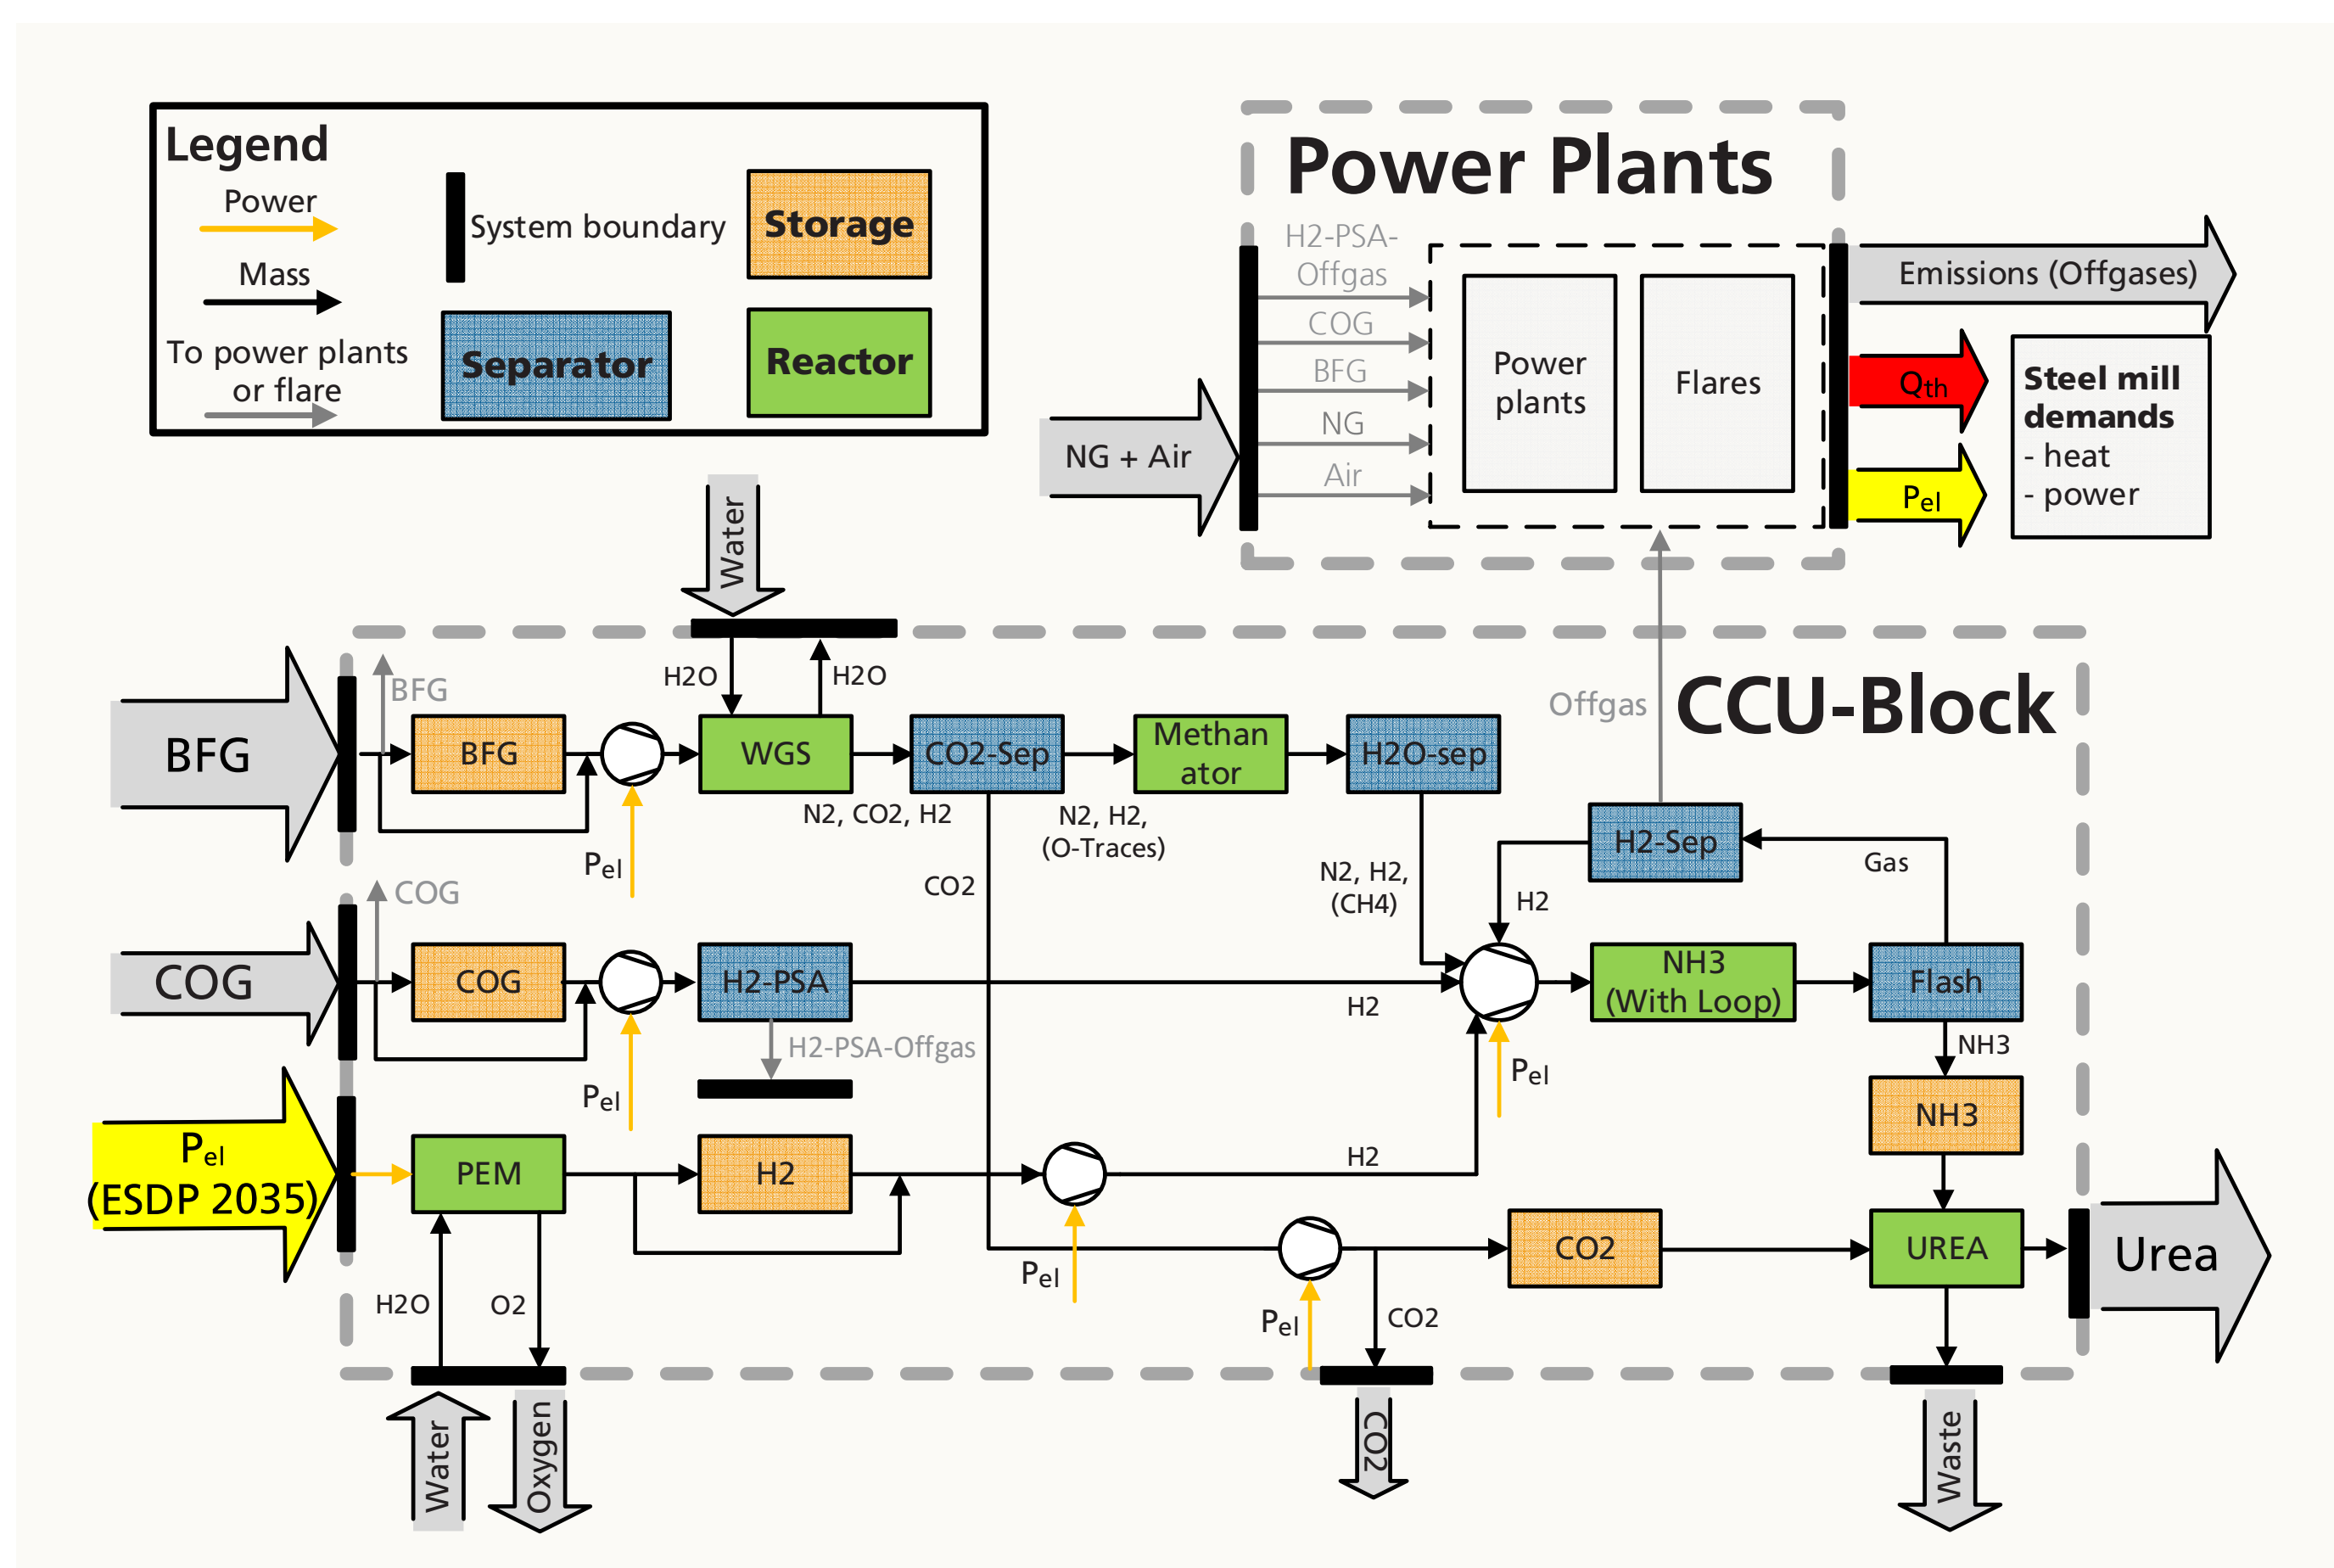 Legend
Power
Mass
To power plants
or flare
System boundary
Separator
Storage
Reactor
Power Plants
H2-PSA-
Offgas
COG
BFG
NG
Air
NG + Air
Power
plants
Flares
Emissions (Offgases)
Qth
Pel
Steel mill
demands
- heat
- power
Water
H2O
H2O
Offgas
CCU-Block
BFG
BFG
BFG
Pel
WGS
N2, CO2, H2
CO2-Sep
N2, H2,
(O-Traces)
Methan
ator
H2O-sep
N2, H2,
(CH4)
CO2
H2-Sep
H2
Gas
COG
COG
COG
Pel
H2-PSA
H2-PSA-Offgas
H2
Pel
NH3
(With Loop)
Flash
NH3
NH3
Pel
(ESDP 2035)
PEM
H2
H2
Pel
H2O
O2
Pel
CO2
CO2
UREA
Urea
Water
Oxygen
CO2
Waste